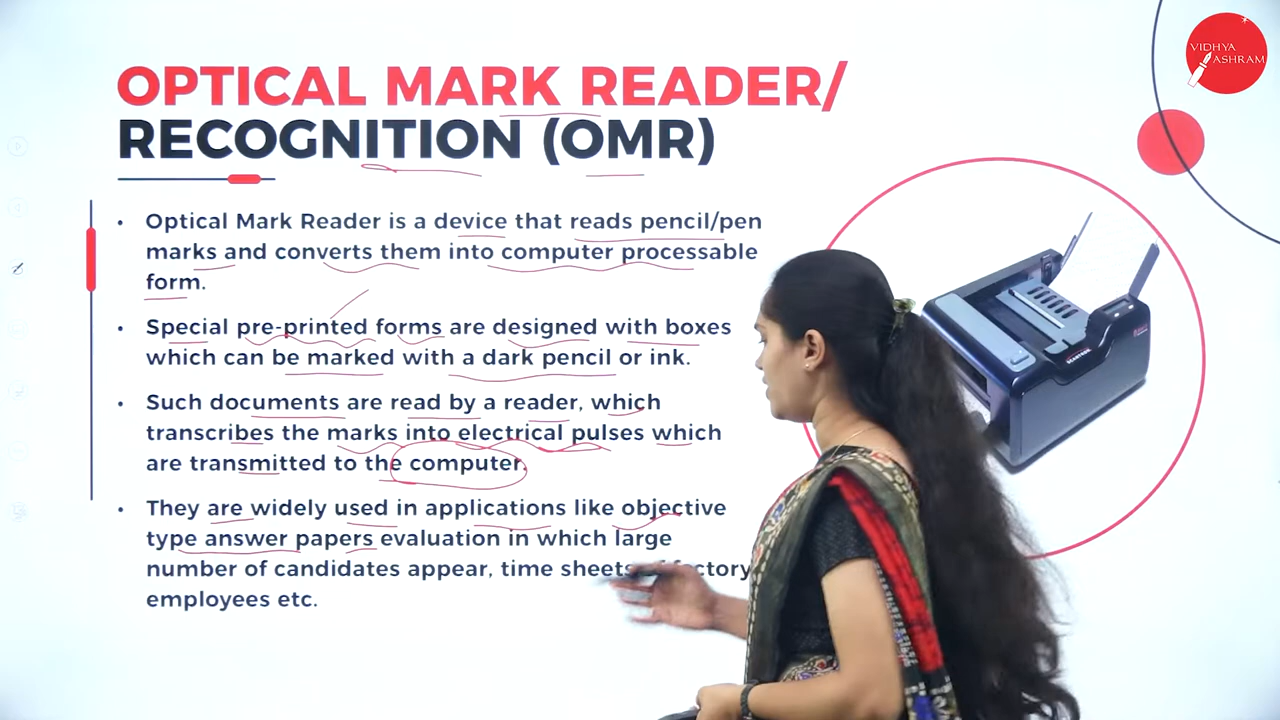 VIDHYA
ASHRAM
OPTICAL MARK READER/
RECOGNITION (OMR)
• Optical Mark Reader is a device that reads pencil/pen
marks and converts them into computer processable
form.
• Special pre-printed forms are designed with boxes
which can be marked with a dark pencil or ink.
• Such documents are read by a reader, which
transcribes the marks into electrical pulses which
are transmitted to the computer.
• They are widely used in applications like objective
type answer papers evaluation in which large
number of candidates appear, time sheets factory
employees etc.